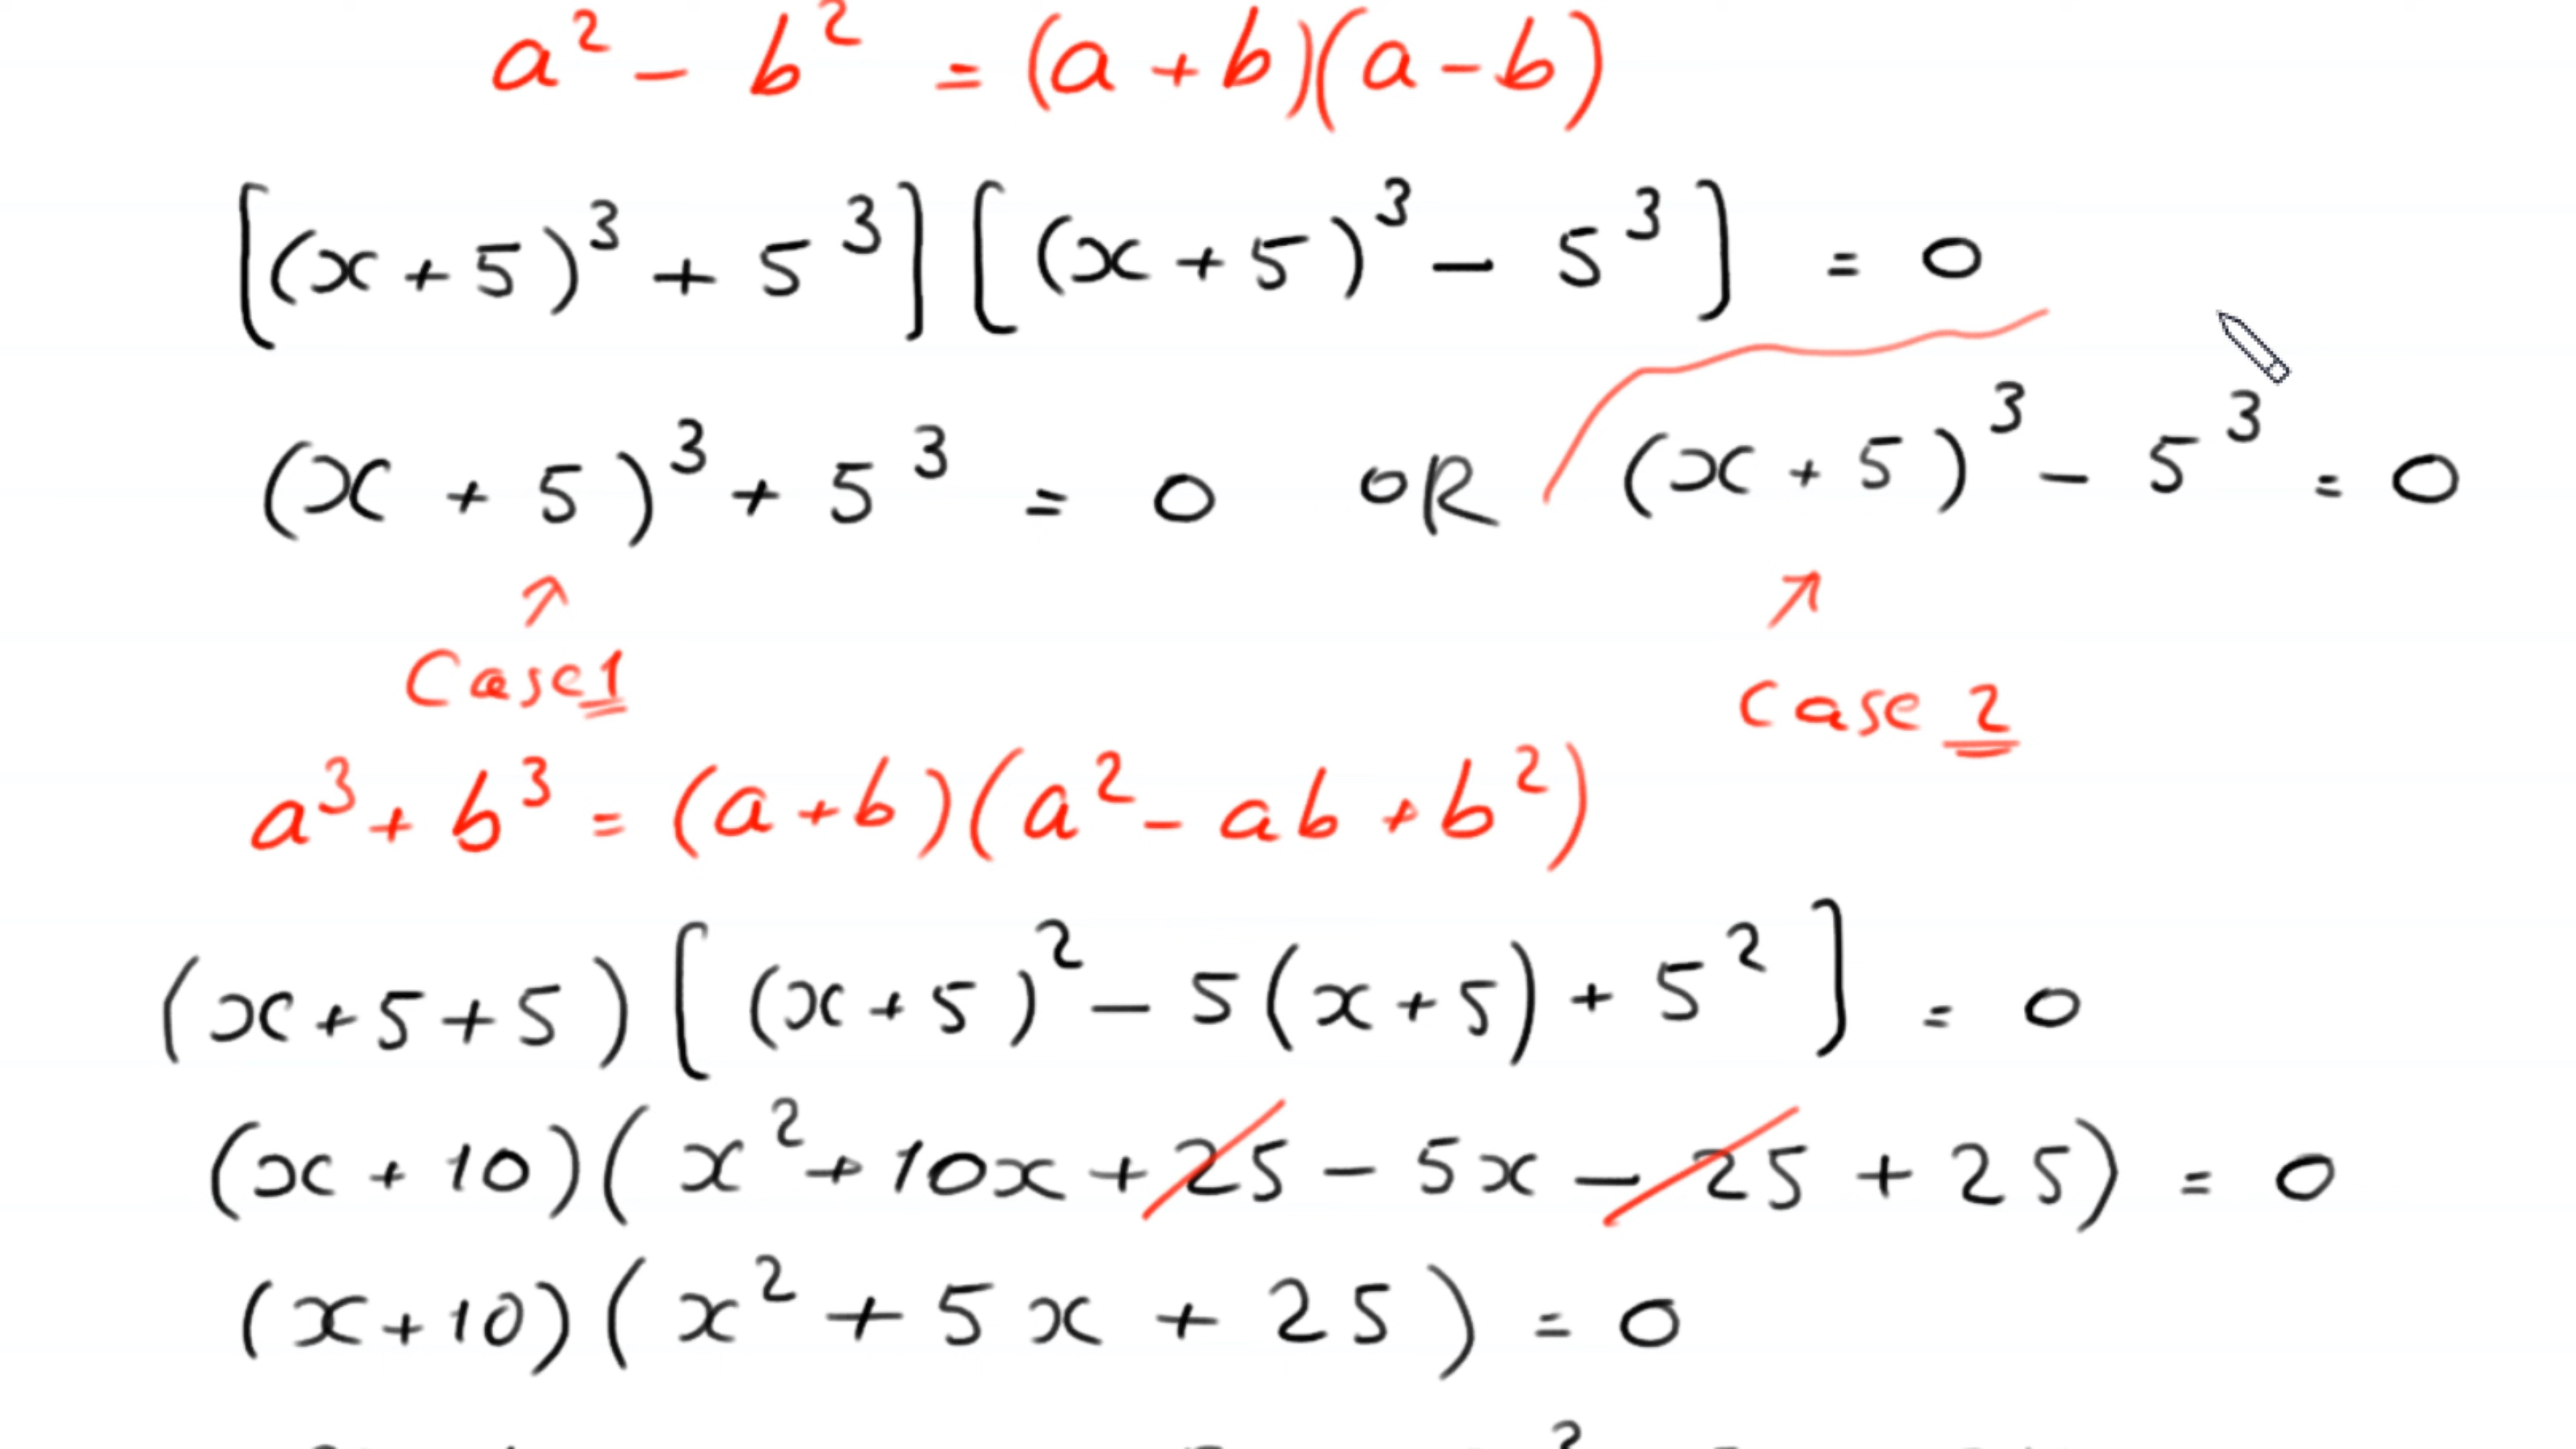 a² - b² = (a + b)(a - b)
[(x + 5)³ + 5³] [(x + 5)³ - 5³] = 0
(x + 5)³ + 5³ = 0 OR (x + 5)³ - 5³ = 0
Case 1 Case 2
a³ + b³ = (a + b)(a² - ab + b²)
(x + 5 + 5) [(x + 5)² - 5(x + 5) + 5²] = 0
(x + 10)(x² + 10x + 25 - 5x - 25 + 25) = 0
(x + 10)(x² + 5x + 25) = 0